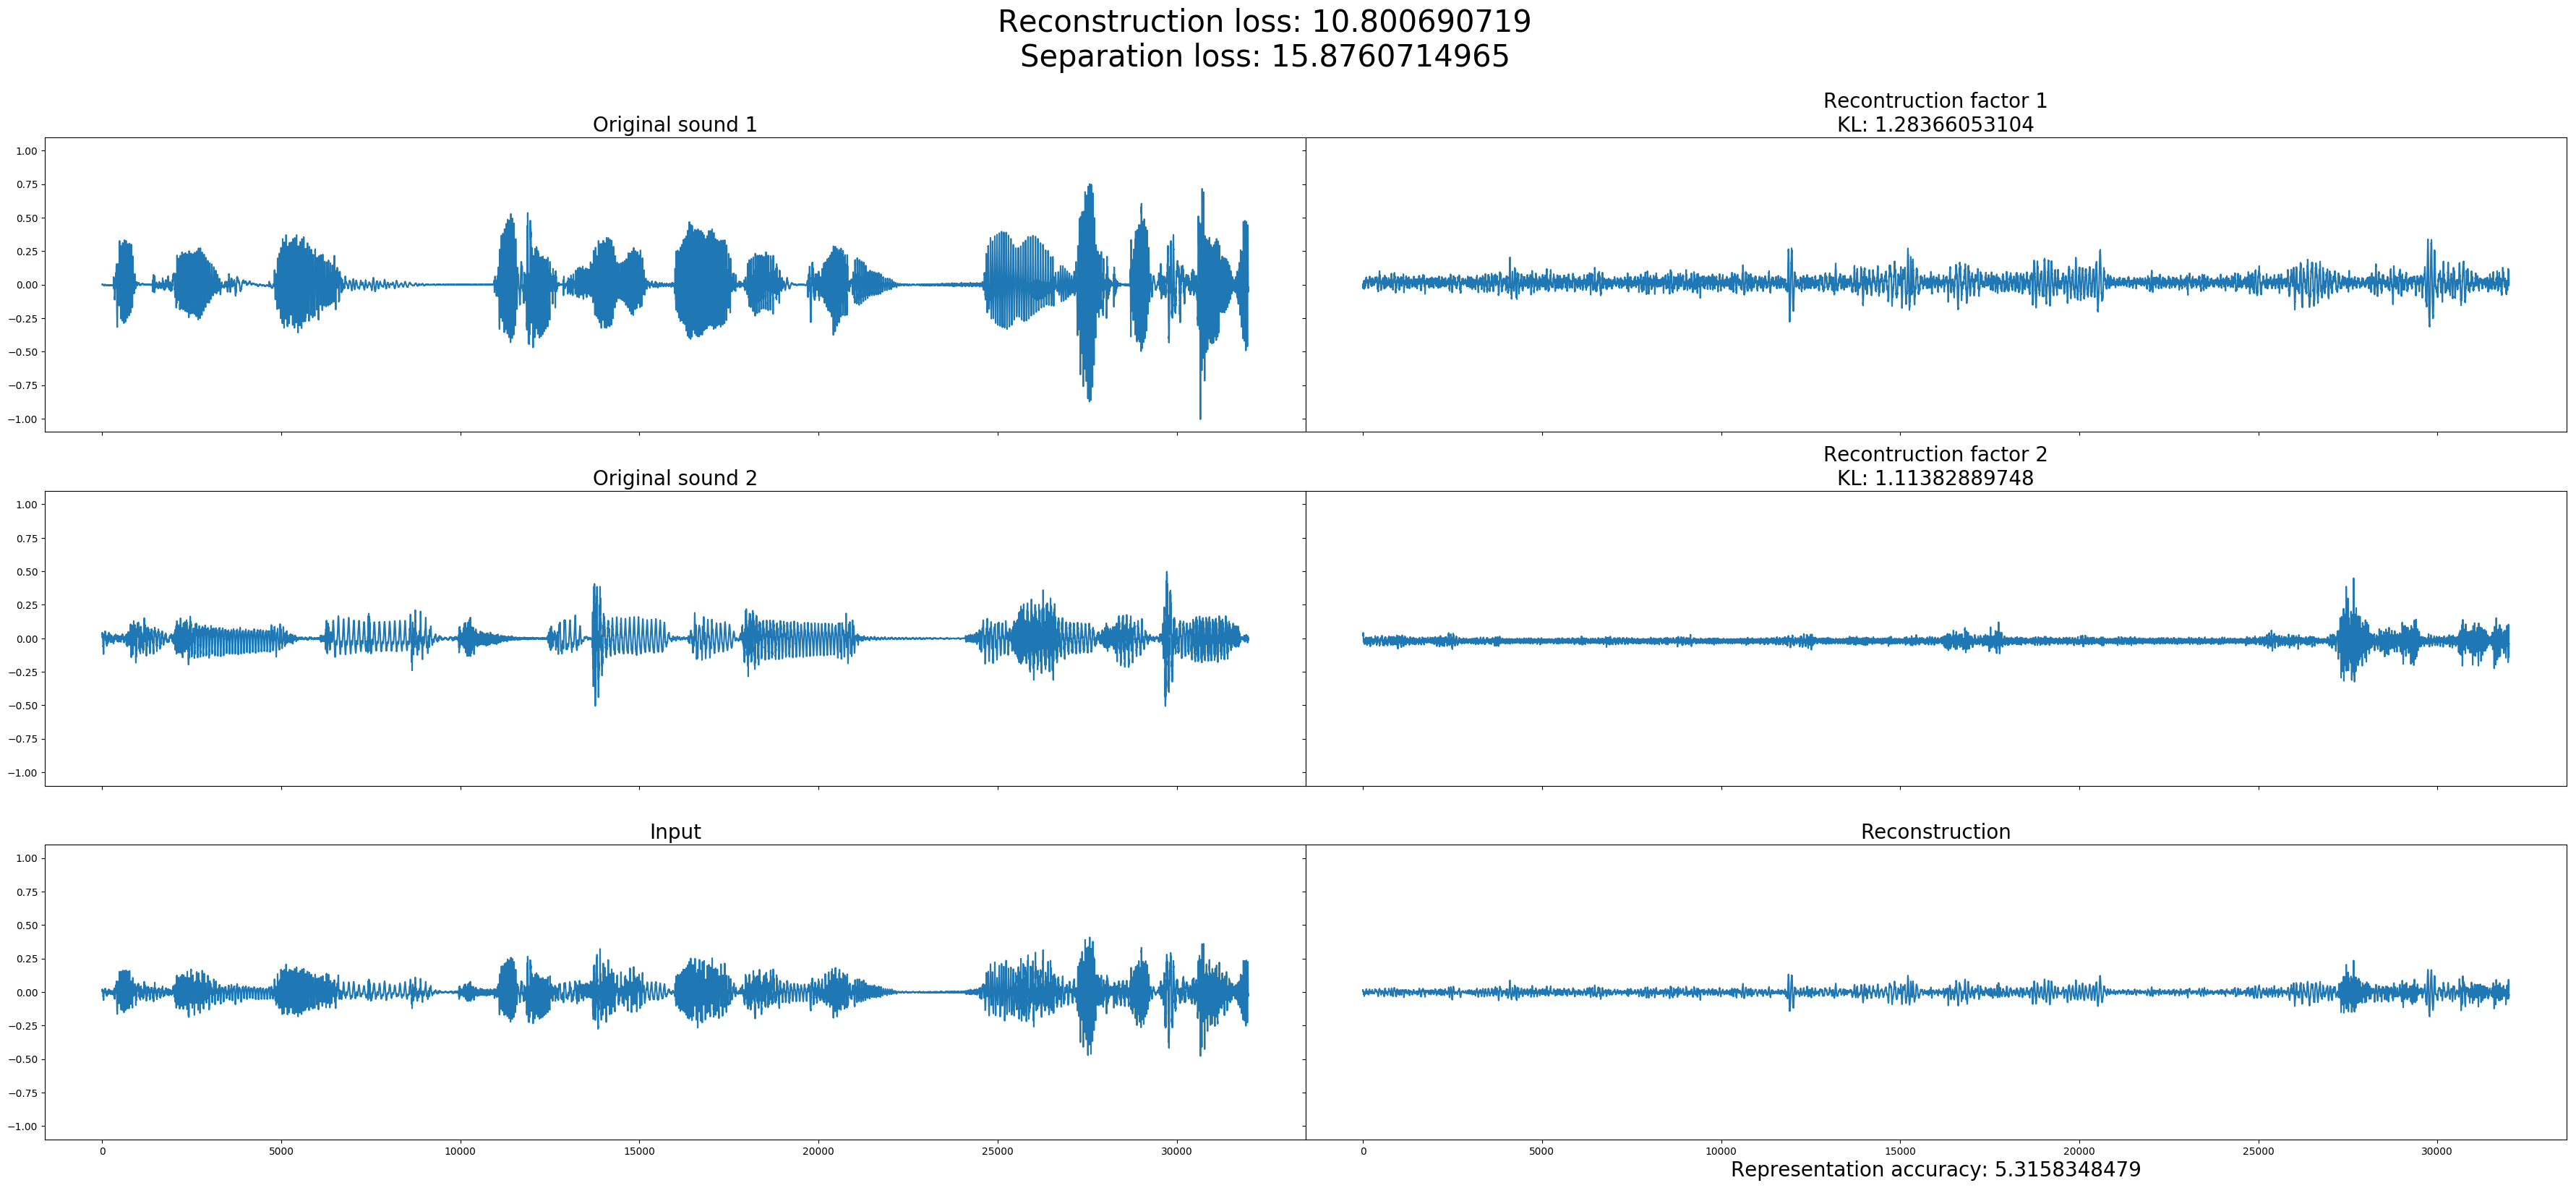 Reconstruction loss: 10.800690719
Separation loss: 15.8760714965
Original sound 1
Recontruction factor 1
KL: 1.28366053104
1.00
0.75
0.50
0.25
0.00
−0.25
−0.50
−0.75
−1.00
Original sound 2
Recontruction factor 2
KL: 1.11382889748
1.00
0.75
0.50
0.25
0.00
−0.25
−0.50
−0.75
−1.00
Input
Reconstruction
1.00
0.75
0.50
0.25
0.00
−0.25
−0.50
−0.75
−1.00
0 5000 10000 15000 20000 25000 30000
0 5000 10000 15000 20000 25000 30000
Representation accuracy: 5.3158348479